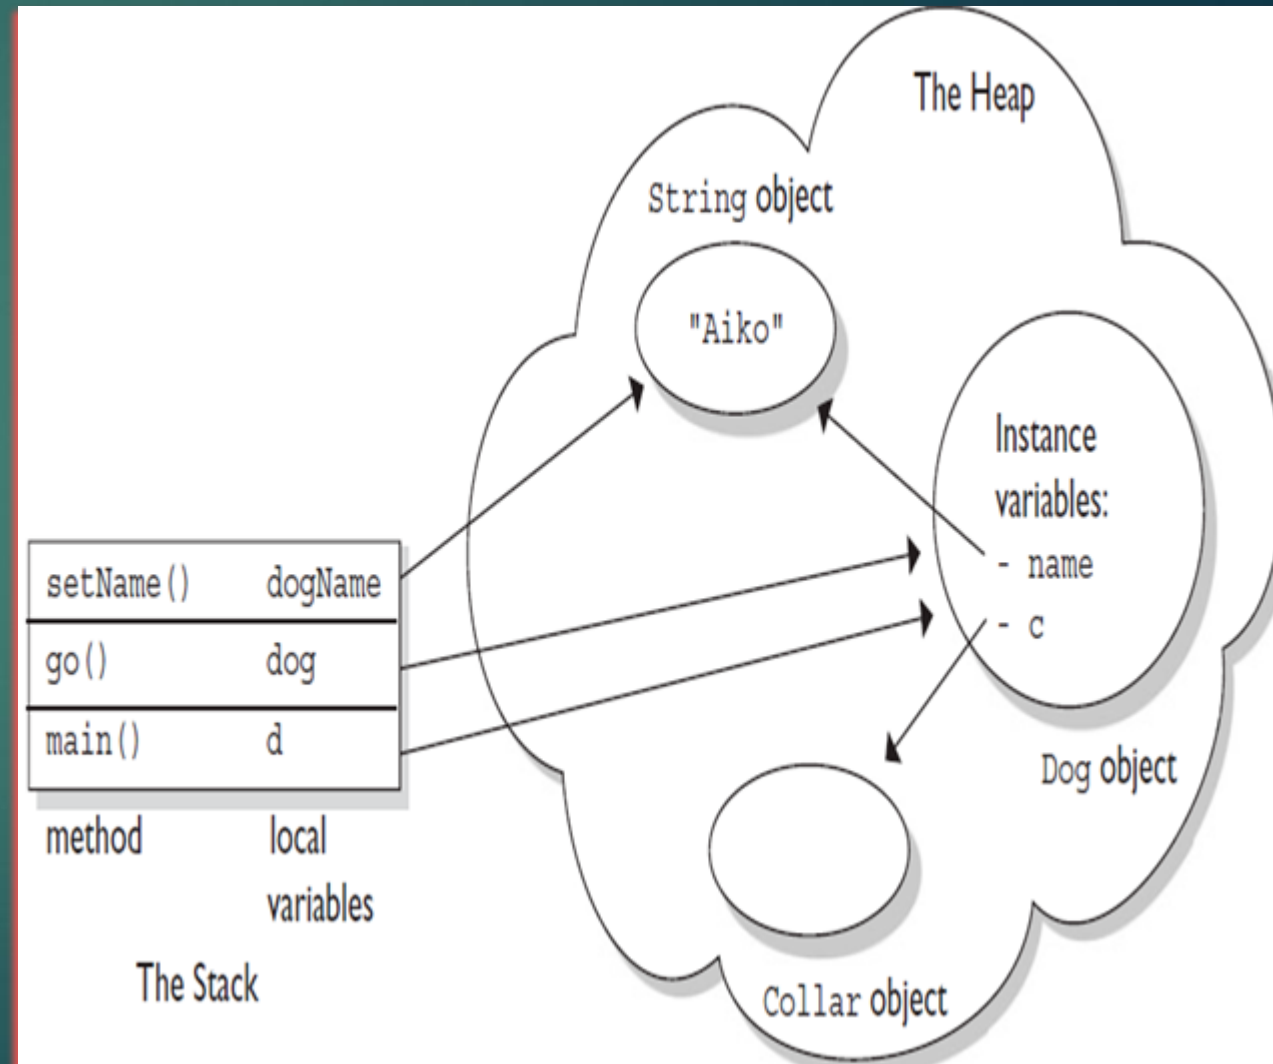 The Heap
String object
"Aiko"
Instance
variables:
- name
- c
Dog object
Collar object
setName() dogName
go() dog
main() d
method local
variables
The Stack